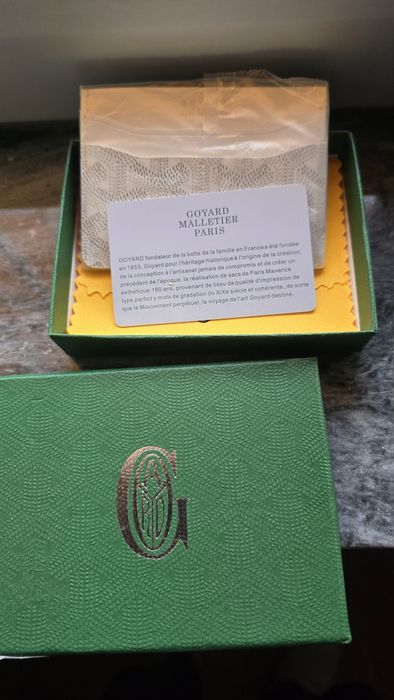 GOYARD
MALLETIER
PARIS
GOYARD fondateur de la boîte de la famille en Francea été fondée
en 1853, Goyard pour l'héritage historique à l'origine de la création,
de la conception à l'artisanat jamais de compromis et de créer un
précédent de l'époque, la réalisation de sacs de Paris Maverick
esthétique.160 ans, provenant de tissu de qualité d'impression de
type parfait y mots de gradation du XiXe siècle et cohérente, de sorte
que le Mouvement perpétuel, le voyage de l'art Goyard destiné.